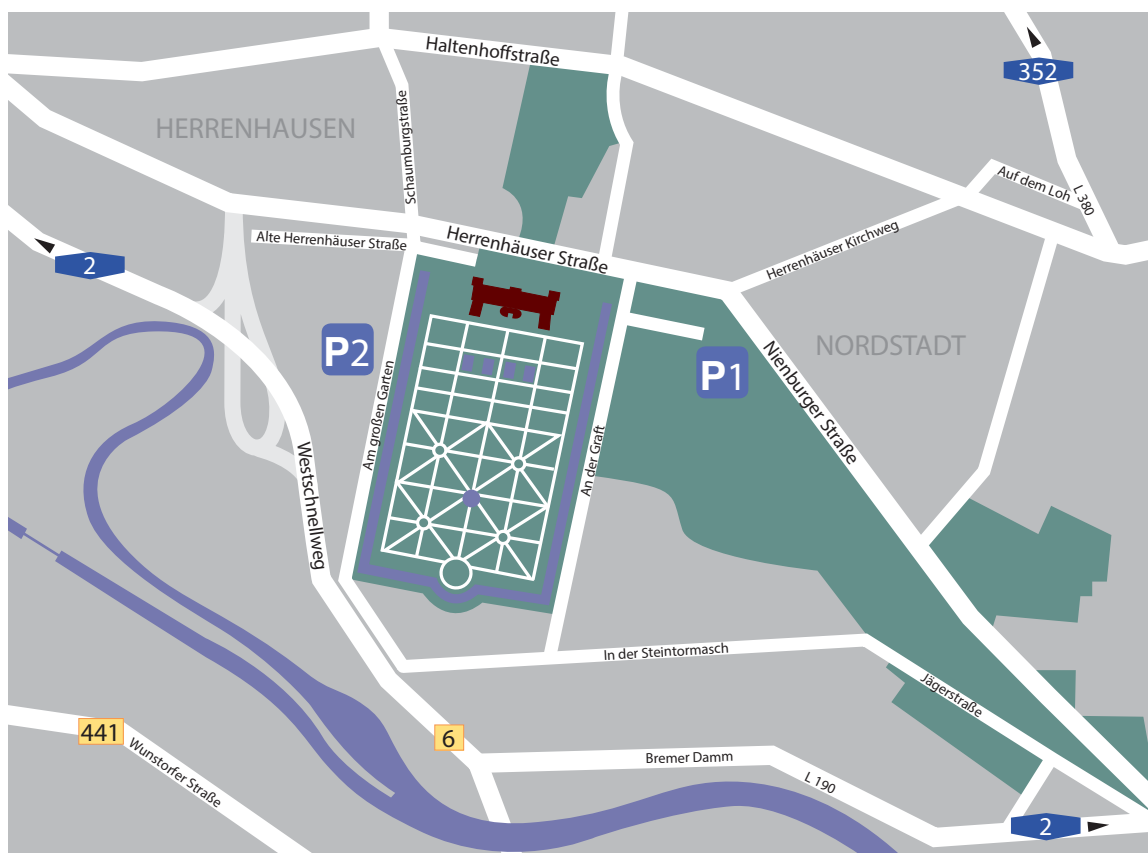 Haltenhoffstraße
352
HERRENHAUSEN
Schaumburgstraße
Auf dem Loh
L 380
Alte Herrenhäuser Straße
Herrenhäuser Straße
Herrenhäuser Kirchweg
2
P2
P1
NORDSTADT
Nienburger Straße
Am großen Garten
An der Graft
Westschnellweg
In der Steintormasch
Jägerstraße
441
Wunstorfer Straße
6
Bremer Damm
L 190
2